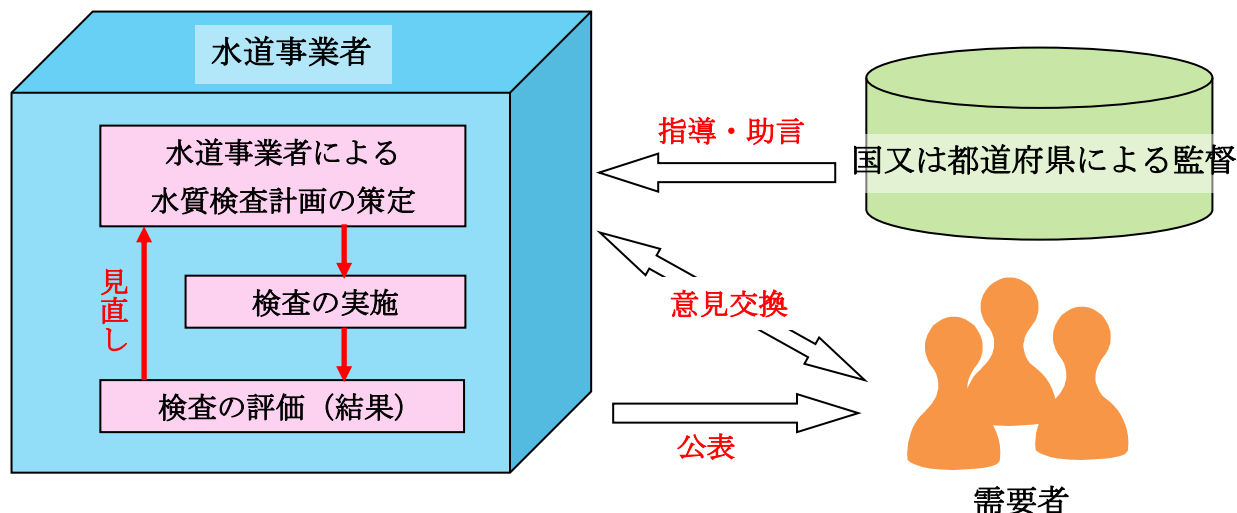 水道事業者
水道事業者による
水質検査計画の策定
検査の実施
検査の評価（結果）
見直し
指導・助言
国又は都道府県による監督
意見交換
公表
需要者